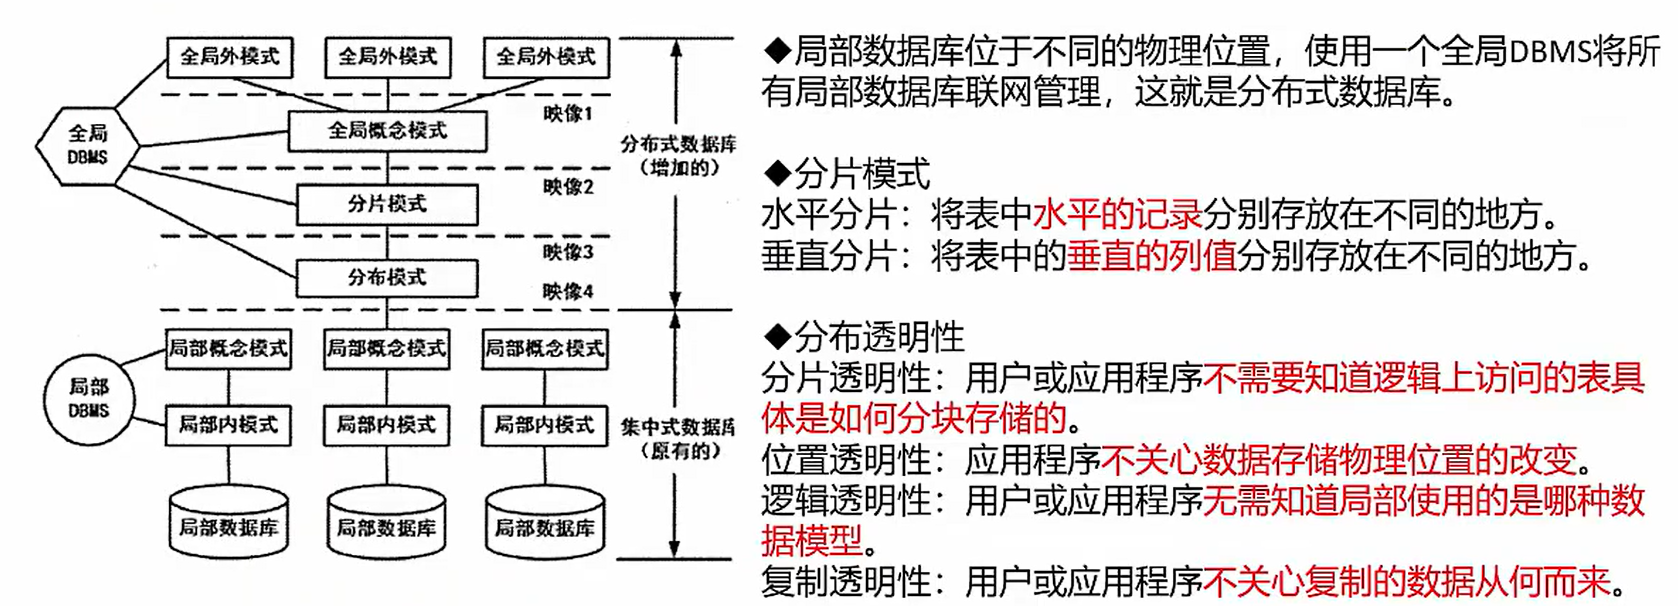 全局外模式 全局外模式 全局外模式
映像1
全局概念模式
全局
DBMS
分布式数据库
(增加的)
映像2
分片模式
映像3
分布模式
映像4
局部概念模式 局部概念模式 局部概念模式
局部
DBMS
局部内模式 局部内模式 局部内模式
集中式数据库
(原有的)
局部数据库 局部数据库 局部数据库
◆局部数据库位于不同的物理位置，使用一个全局DBMS将所
有局部数据库联网管理，这就是分布式数据库。
◆分片模式
水平分片：将表中水平的记录分别存放在不同的地方。
垂直分片：将表中的垂直的列值分别存放在不同的地方。
◆分布透明性
分片透明性：用户或应用程序不需要知道逻辑上访问的表具
体是如何分块存储的。
位置透明性：应用程序不关心数据存储物理位置的改变。
逻辑透明性：用户或应用程序无需知道局部使用的是哪种数
据模型。
复制透明性：用户或应用程序不关心复制的数据从何而来。